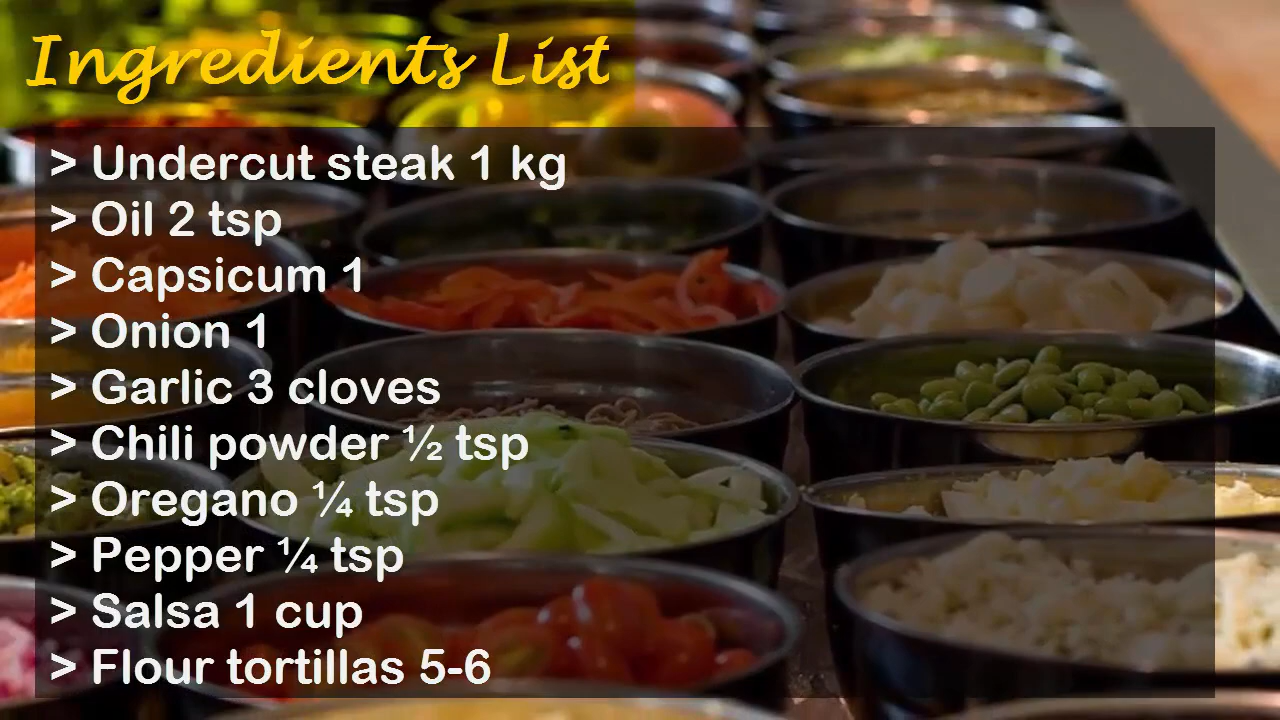 Ingredients List
> Undercut steak 1 kg
> Oil 2 tsp
> Capsicum 1
> Onion 1
> Garlic 3 cloves
> Chili powder ½ tsp
> Oregano ¼ tsp
> Pepper ¼ tsp
> Salsa 1 cup
> Flour tortillas 5-6